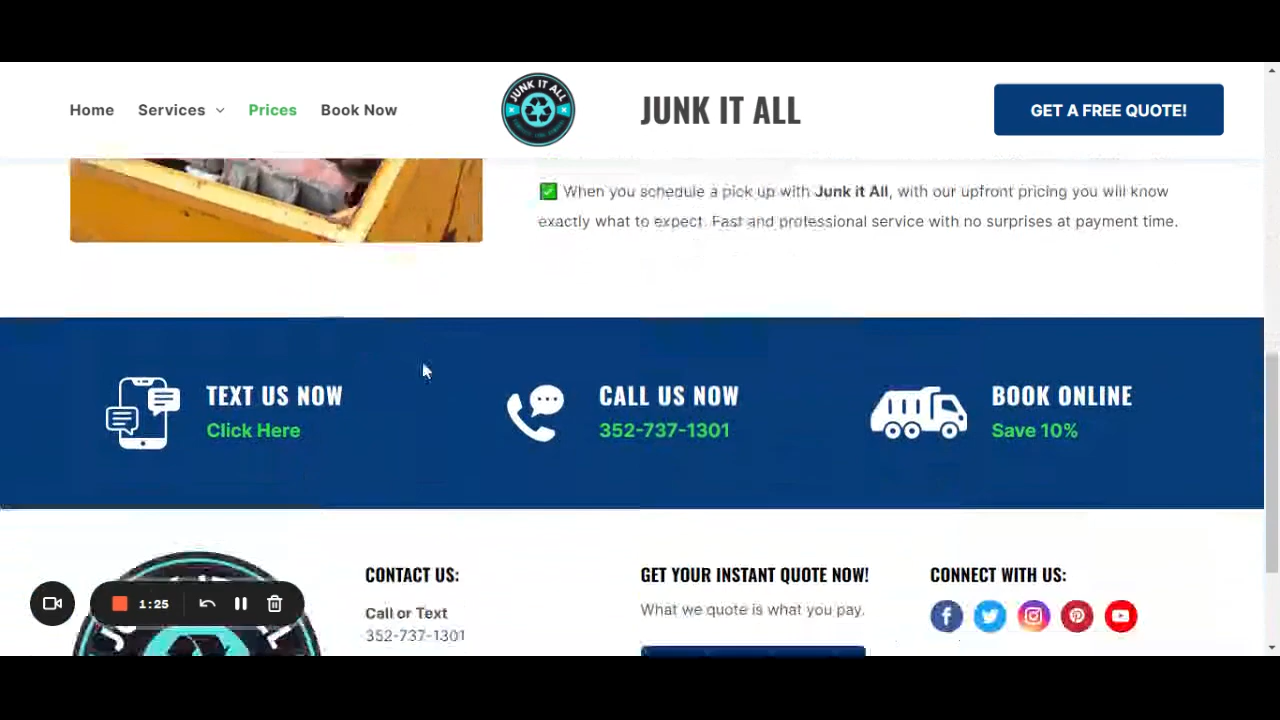 Home
Services
Prices
Book Now
JUNK IT ALL
JUNK IT ALL
GET A FREE QUOTE!
✅ When you schedule a pick up with Junk it All, with our upfront pricing you will know
exactly what to expect. Fast and professional service with no surprises at payment time.
TEXT US NOW
Click Here
CALL US NOW
352-737-1301
BOOK ONLINE
Save 10%
CONTACT US:
Call or Text
352-737-1301
GET YOUR INSTANT QUOTE NOW!
What we quote is what you pay.
CONNECT WITH US:
1:25